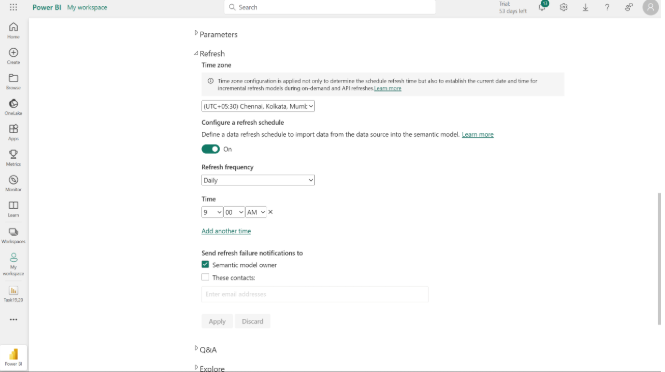 Power BI My workspace
Search
Trial:
53 days left
Home
Create
Browse
OneLake
Apps
Metrics
Monitor
Learn
Workspaces
My workspace
Task19,20
Power BI
Parameters
Refresh
Time zone
Time zone configuration is applied not only to determine the schedule refresh time but also to establish the current date and time for
incremental refresh models during on-demand and API refreshes.Learn more
(UTC+05:30) Chennai, Kolkata, Mumb
Configure a refresh schedule
Define a data refresh schedule to import data from the data source into the semantic model. Learn more
On
Refresh frequency
Daily
Time
9 00 AM
Add another time
Send refresh failure notifications to
Semantic model owner
These contacts:
Enter email addresses
Apply Discard
Q&A
Explore